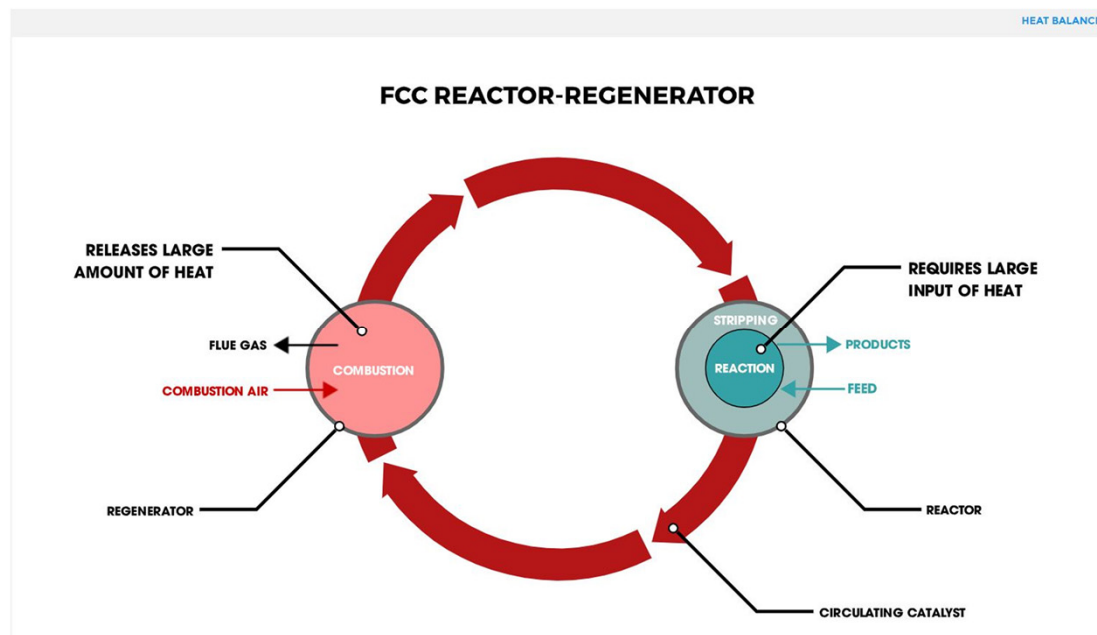 HEAT BALANCE
FCC REACTOR-REGENERATOR
RELEASES LARGE
AMOUNT OF HEAT
REQUIRES LARGE
INPUT OF HEAT
STRIPPING
FLUE GAS
PRODUCTS
COMBUSTION
REACTION
COMBUSTION AIR
FEED
REGENERATOR
REACTOR
CIRCULATING CATALYST